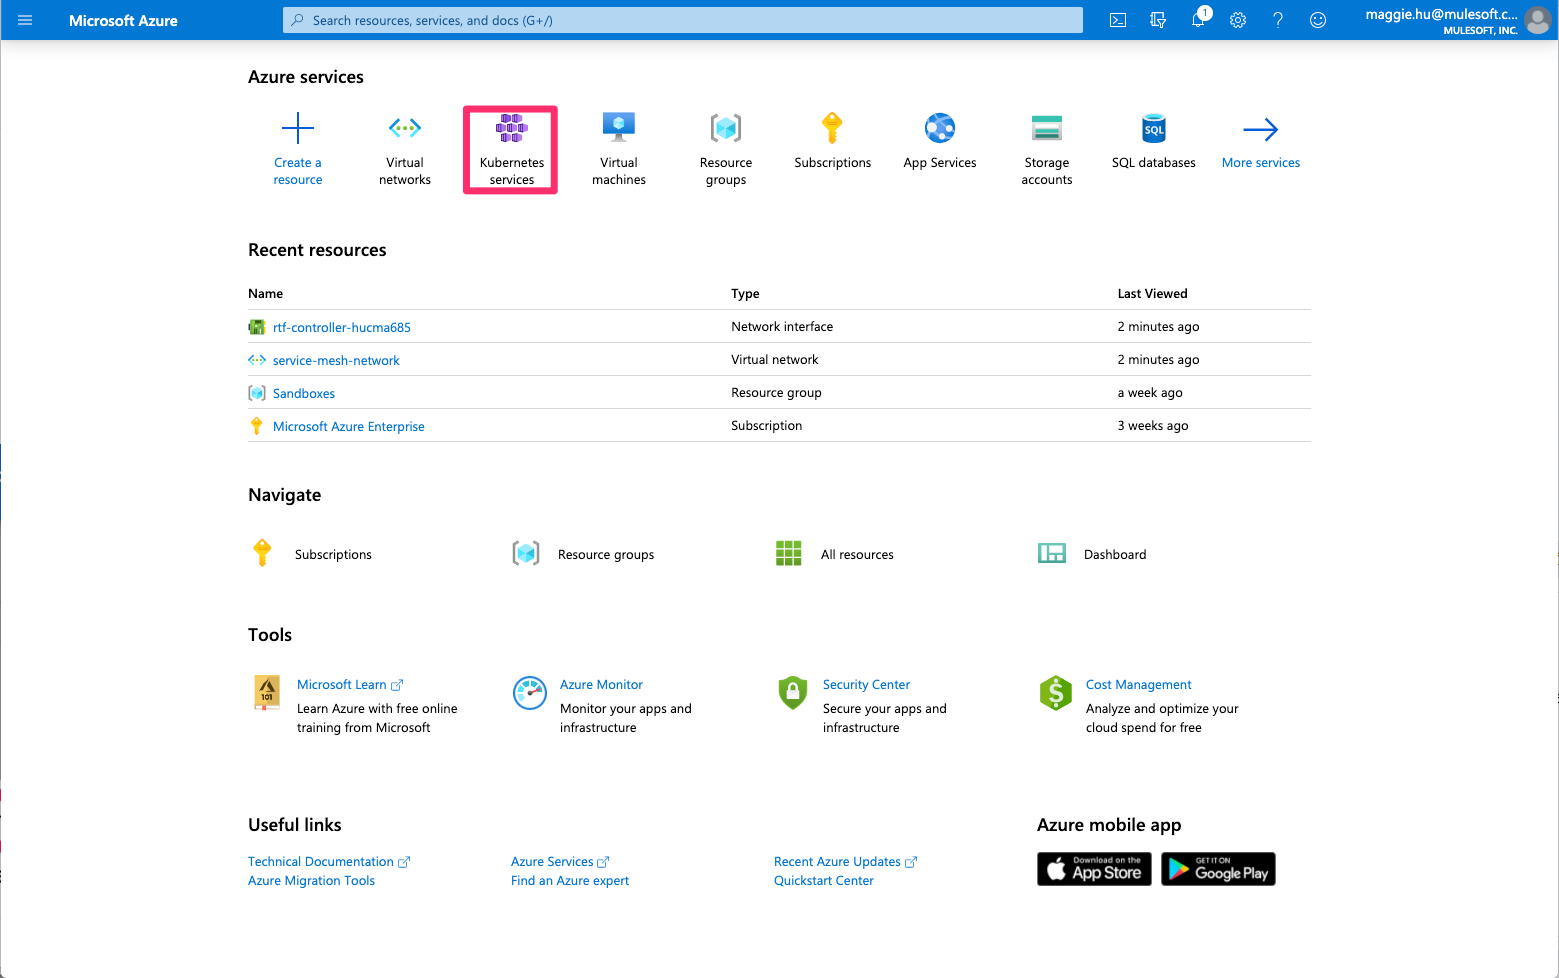 Microsoft Azure
Search resources, services, and docs (G+/)
1
maggie.hu@mulesoft.c...
MULESOFT, INC.
Azure services
Create a
resource
Virtual
networks
Kubernetes
services
Virtual
machines
Resource
groups
Subscriptions
App Services
Storage
accounts
SQL
SQL databases
More services
Recent resources
Name Type Last Viewed
rtf-controller-hucma685 Network interface 2 minutes ago
service-mesh-network Virtual network 2 minutes ago
Sandboxes Resource group a week ago
Microsoft Azure Enterprise Subscription 3 weeks ago
Navigate
Subscriptions
Resource groups
All resources
Dashboard
Tools
101
Microsoft Learn
Learn Azure with free online
training from Microsoft
Azure Monitor
Monitor your apps and
infrastructure
Security Center
Secure your apps and
infrastructure
$
Cost Management
Analyze and optimize your
cloud spend for free
Useful links
Technical Documentation
Azure Migration Tools
Azure Services
Find an Azure expert
Recent Azure Updates
Quickstart Center
Azure mobile app
Download on the
App Store
GET IT ON
Google Play